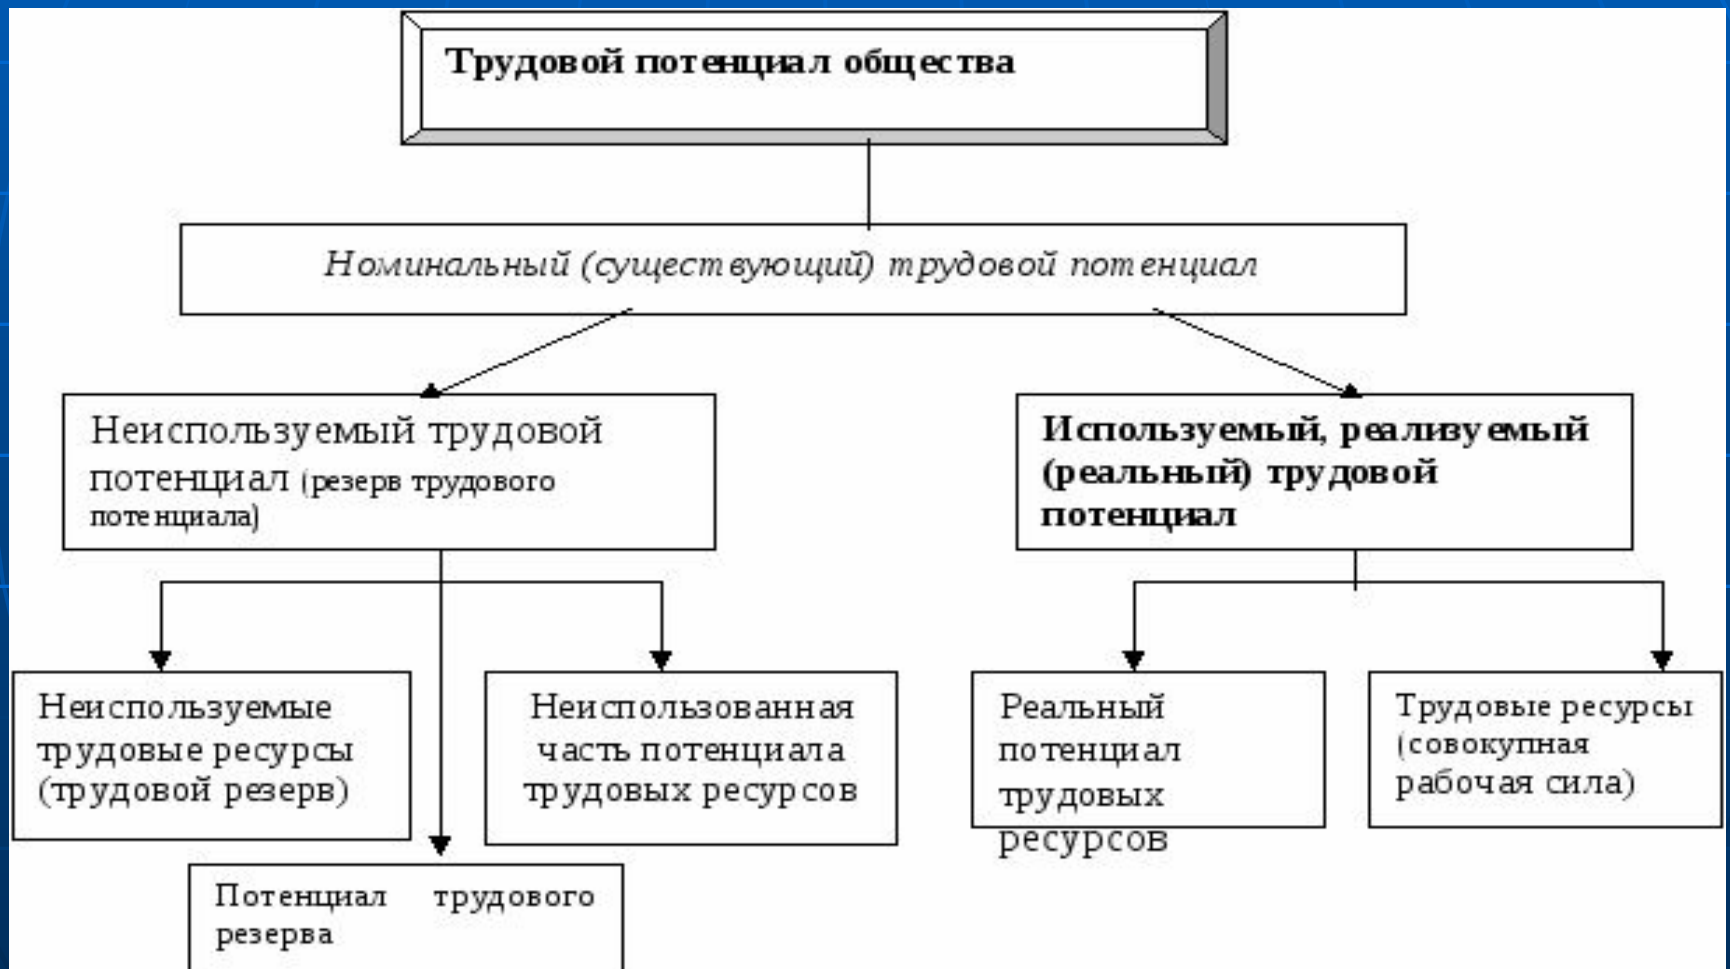 Трудовой потенциал общества
Номинальный (существующий) трудовой потенциал
Неиспользуемый трудовой
потенциал (резерв трудового
потенциала)
Используемый, реализуемый
(реальный) трудовой
потенциал
Неиспользуемые
трудовые ресурсы
(трудовой резерв)
Неиспользованная
часть потенциала
трудовых ресурсов
Реальный
потенциал
трудовых
ресурсов
Трудовые ресурсы
(совокупная
рабочая сила)
Потенциал трудового
резерва